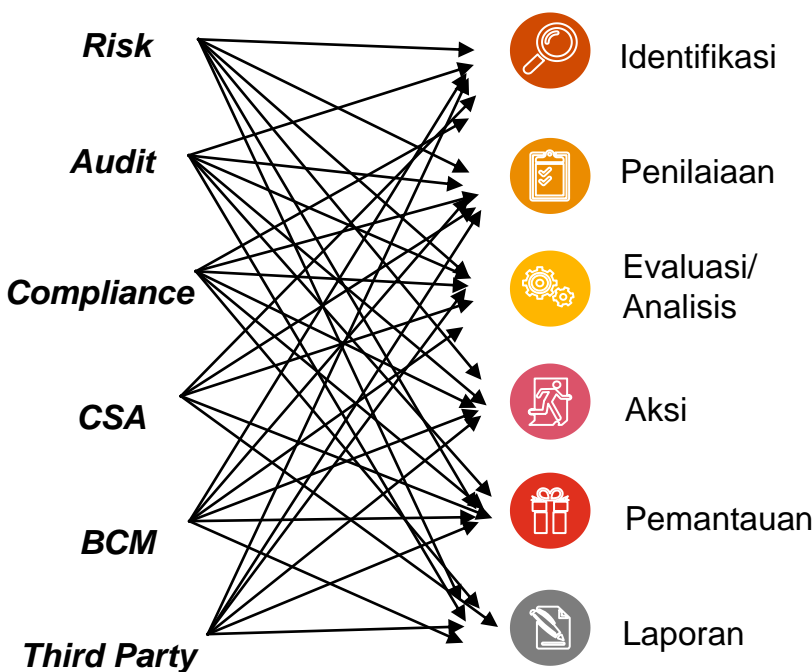 Risk
Identifikasi
Audit
Penilaiaan
Compliance
Evaluasi/
Analisis
CSA
Aksi
BCM
Pemantauan
Third Party
Laporan